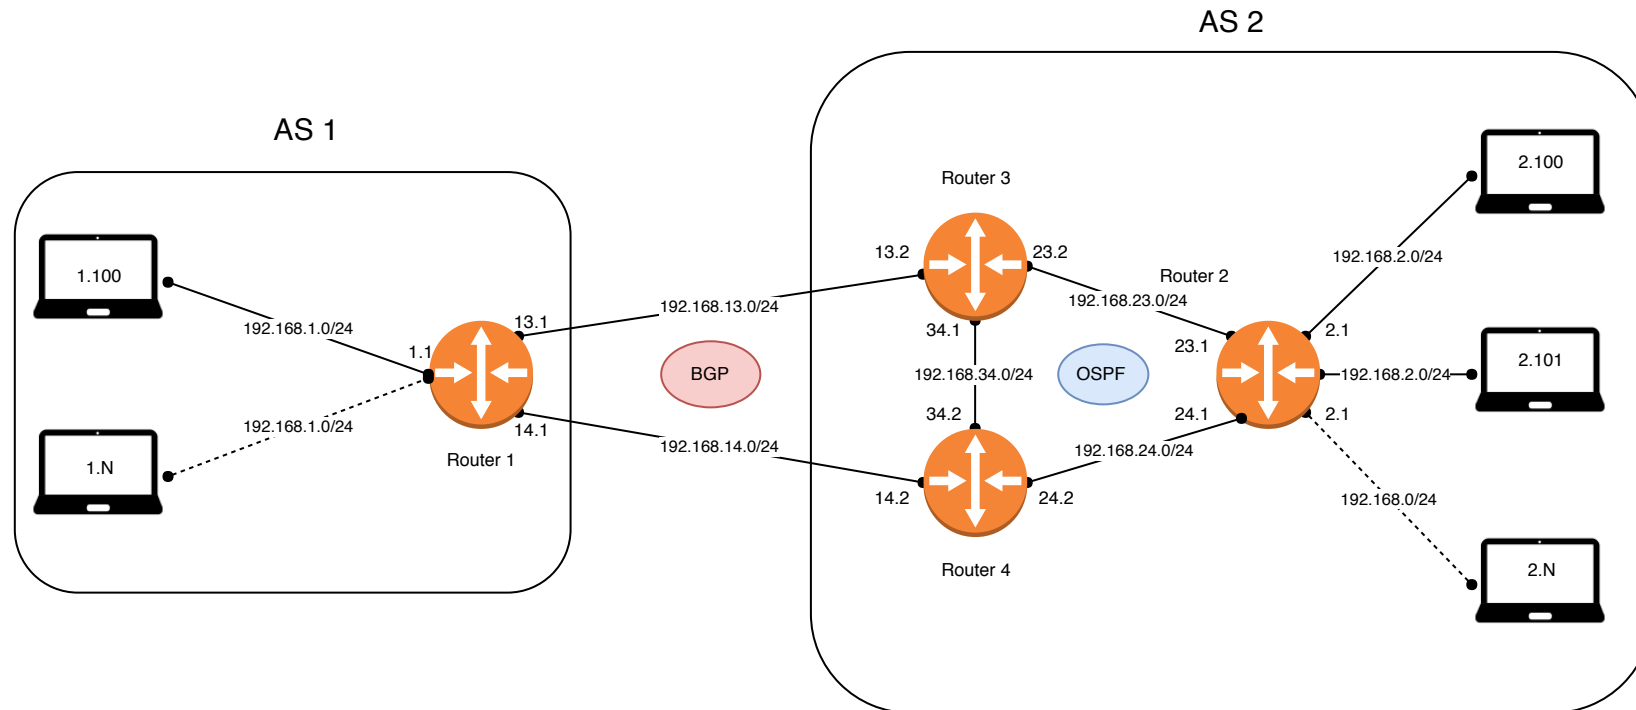 AS 2
AS 1
Router 3
2.100
1.100
13.2
23.2
192.168.2.0/24
Router 2
192.168.13.0/24
192.168.23.0/24
192.168.1.0/24
13.1
34.1
2.1
23.1
1.1
BGP
192.168.34.0/24
OSPF
192.168.2.0/24
2.101
34.2
24.1
2.1
192.168.1.0/24
14.1
192.168.14.0/24
192.168.24.0/24
Router 1
1.N
14.2
24.2
192.168.0/24
Router 4
2.N